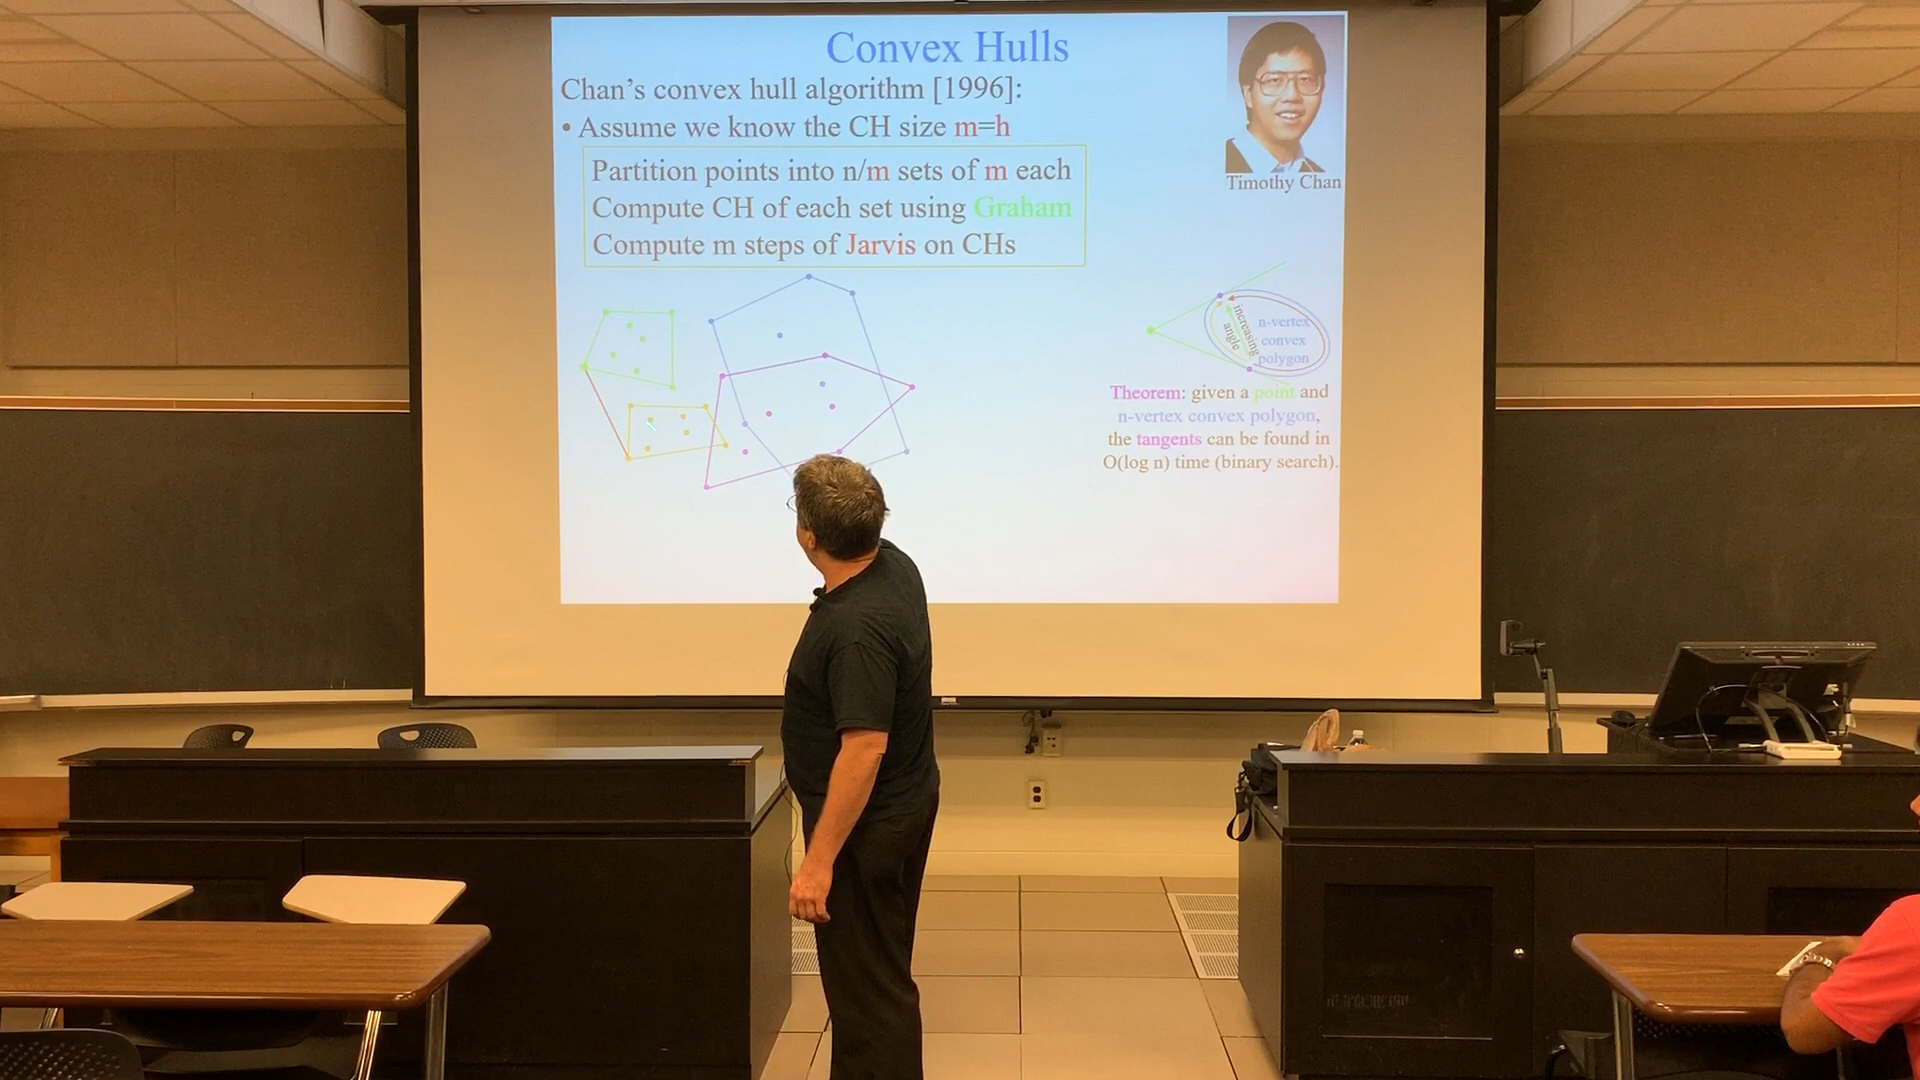 Convex Hulls
Chan's convex hull algorithm [1996]:
• Assume we know the CH size m=h
Partition points into n/m sets of m each
Compute CH of each set using Graham
Compute m steps of Jarvis on CHs
Timothy Chan
increasing
angle
n-vertex
convex
polygon
Theorem: given a point and
n-vertex convex polygon,
the tangents can be found in
O(log n) time (binary search).